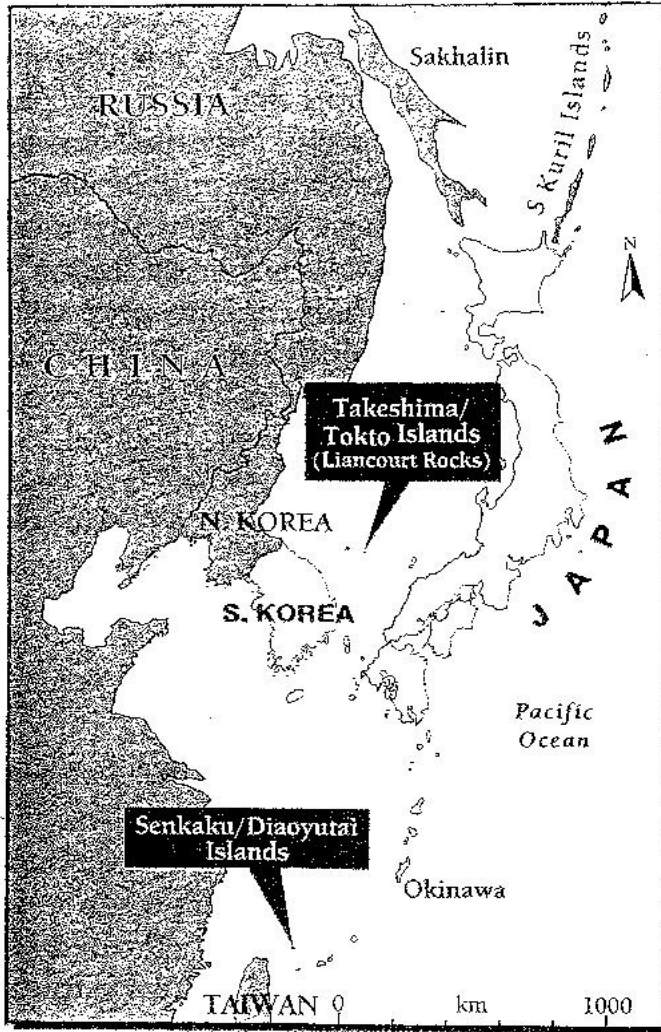 Sakhalin
RUSSIA
S Kuril Islands
N
CHINA
Takeshima/
Tokto Islands
(Liancourt Rocks)
N. KOREA
JAPAN
S. KOREA
Pacific
Ocean
Senkaku/Diaoyutai
Islands
Okinawa
TAIWAN 0 km 1000